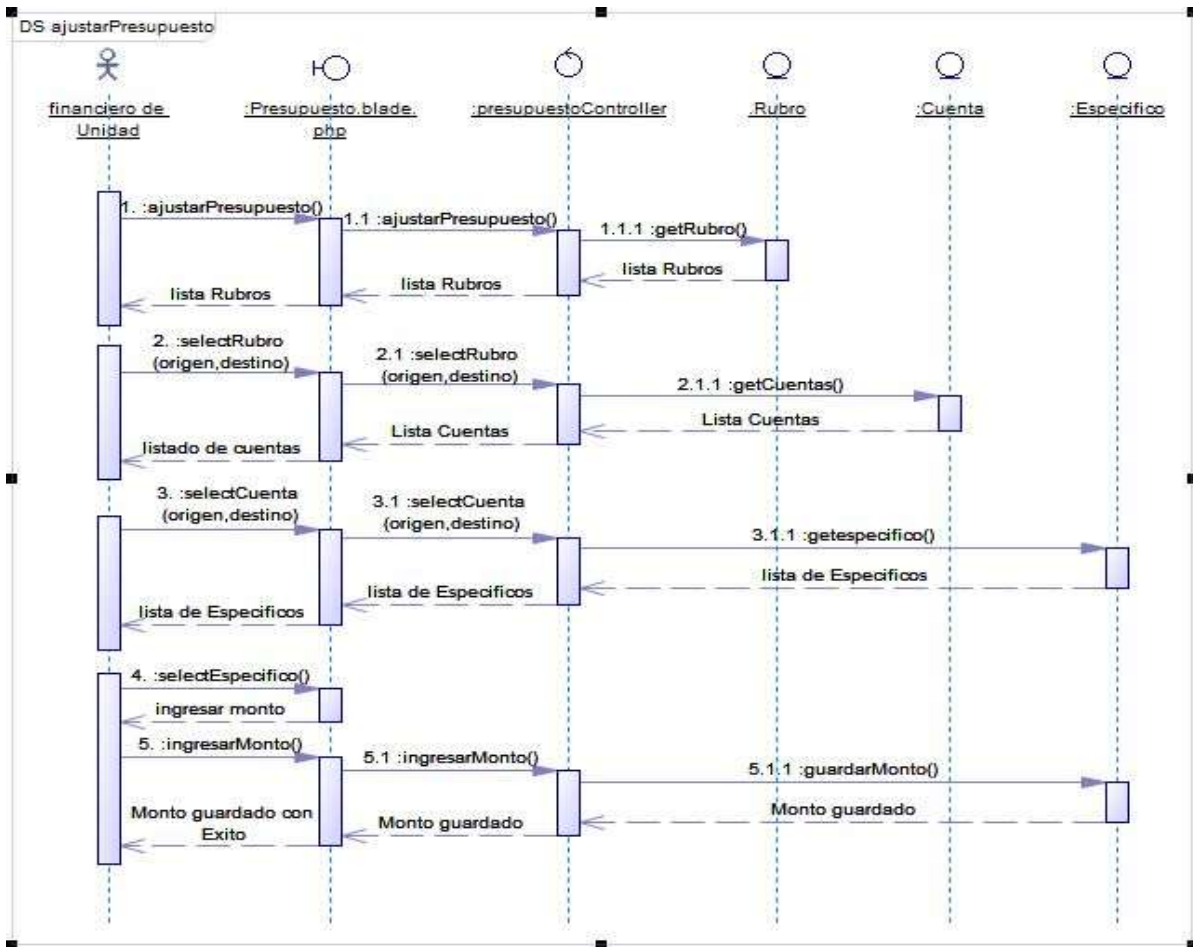 DS ajustarPresupuesto
financiero de
Unidad
:Presupuesto.blade.
php
:presupuestoController
:Rubro
:Cuenta
:Especifico
1. :ajustarPresupuesto()
1.1 :ajustarPresupuesto()
1.1.1 :getRubro()
lista Rubros
lista Rubros
lista Rubros
2. :selectRubro
(origen,destino)
2.1 :selectRubro
(origen,destino)
2.1.1 :getCuentas()
Lista Cuentas
Lista Cuentas
listado de cuentas
3. :selectCuenta
(origen,destino)
3.1 :selectCuenta
(origen,destino)
3.1.1 :getespecifico()
lista de Especificos
lista de Especificos
lista de Especificos
4. :selectEspecifico()
ingresar monto
5. :ingresarMonto()
5.1 :ingresarMonto()
5.1.1 :guardarMonto()
Monto guardado
Monto guardado
Monto guardado con
Exito